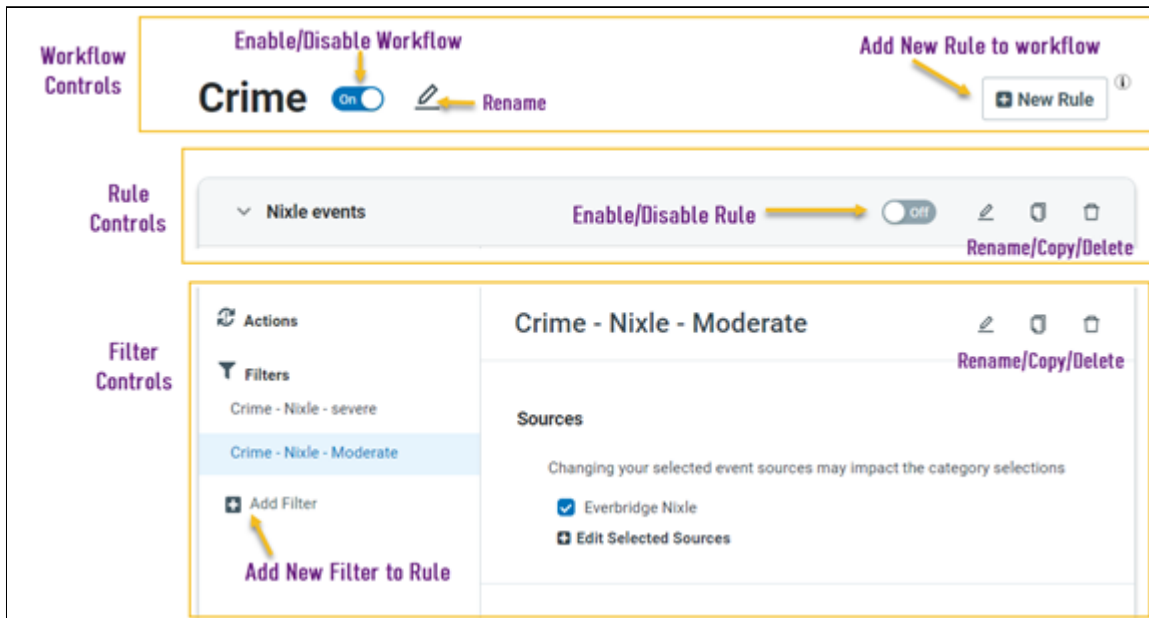 Workflow
Controls
Enable/Disable Workflow
Add New Rule to workflow
Crime
On
Rename
New Rule
Rule
Controls
Nixle events
Enable/Disable Rule
Off
Rename/Copy/Delete
Filter
Controls
Actions
Filters
Crime - Nixle - severe
Crime - Nixle - Moderate
Add Filter
Add New Filter to Rule
Crime - Nixle - Moderate
Rename/Copy/Delete
Sources
Changing your selected event sources may impact the category selections
Everbridge Nixle
Edit Selected Sources